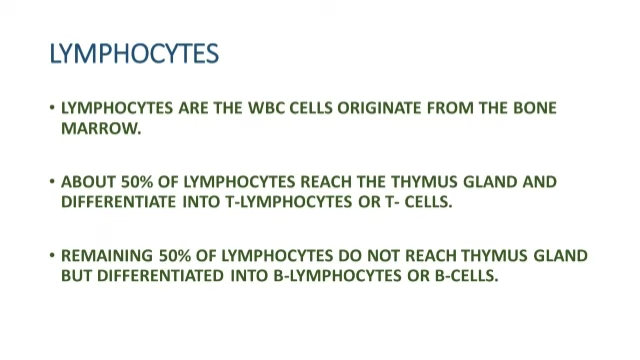 LYMPHOCYTES
• LYMPHOCYTES ARE THE WBC CELLS ORIGINATE FROM THE BONE
MARROW.
• ABOUT 50% OF LYMPHOCYTES REACH THE THYMUS GLAND AND
DIFFERENTIATE INTO T-LYMPHOCYTES OR T- CELLS.
• REMAINING 50% OF LYMPHOCYTES DO NOT REACH THYMUS GLAND
BUT DIFFERENTIATED INTO B-LYMPHOCYTES OR B-CELLS.